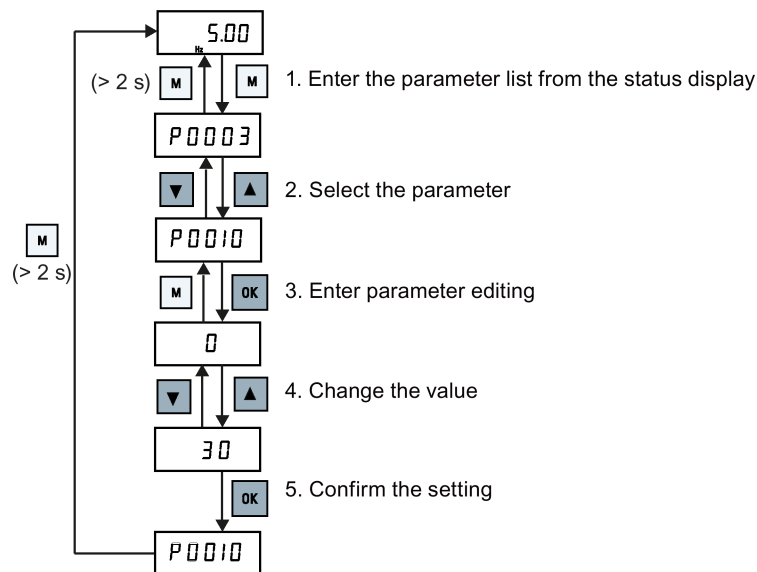 5.00
Hz
(> 2 s) M M 1. Enter the parameter list from the status display
P0003
▼ ▲ 2. Select the parameter
P0010
M
(> 2 s)
M OK 3. Enter parameter editing
0
▼ ▲ 4. Change the value
30
OK 5. Confirm the setting
P0010